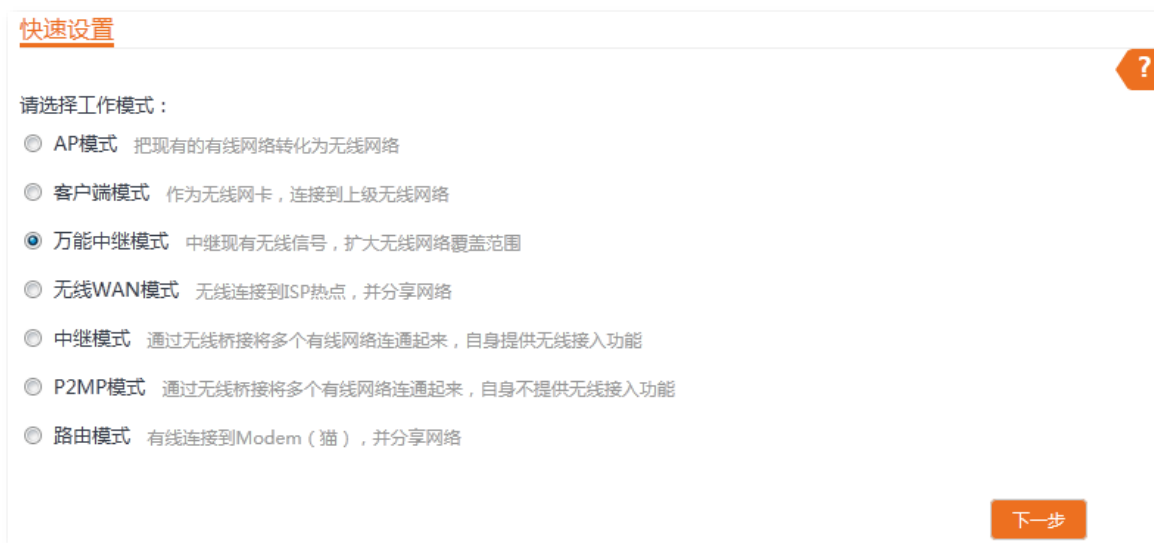 快速设置
?
请选择工作模式：
AP模式 把现有的有线网络转化为无线网络
客户端模式 作为无线网卡，连接到上级无线网络
万能中继模式 中继现有无线信号，扩大无线网络覆盖范围
无线WAN模式 无线连接到ISP热点，并分享网络
中继模式 通过无线桥接将多个有线网络连通起来，自身提供无线接入功能
P2MP模式 通过无线桥接将多个有线网络连通起来，自身不提供无线接入功能
路由模式 有线连接到Modem（猫），并分享网络
下一步